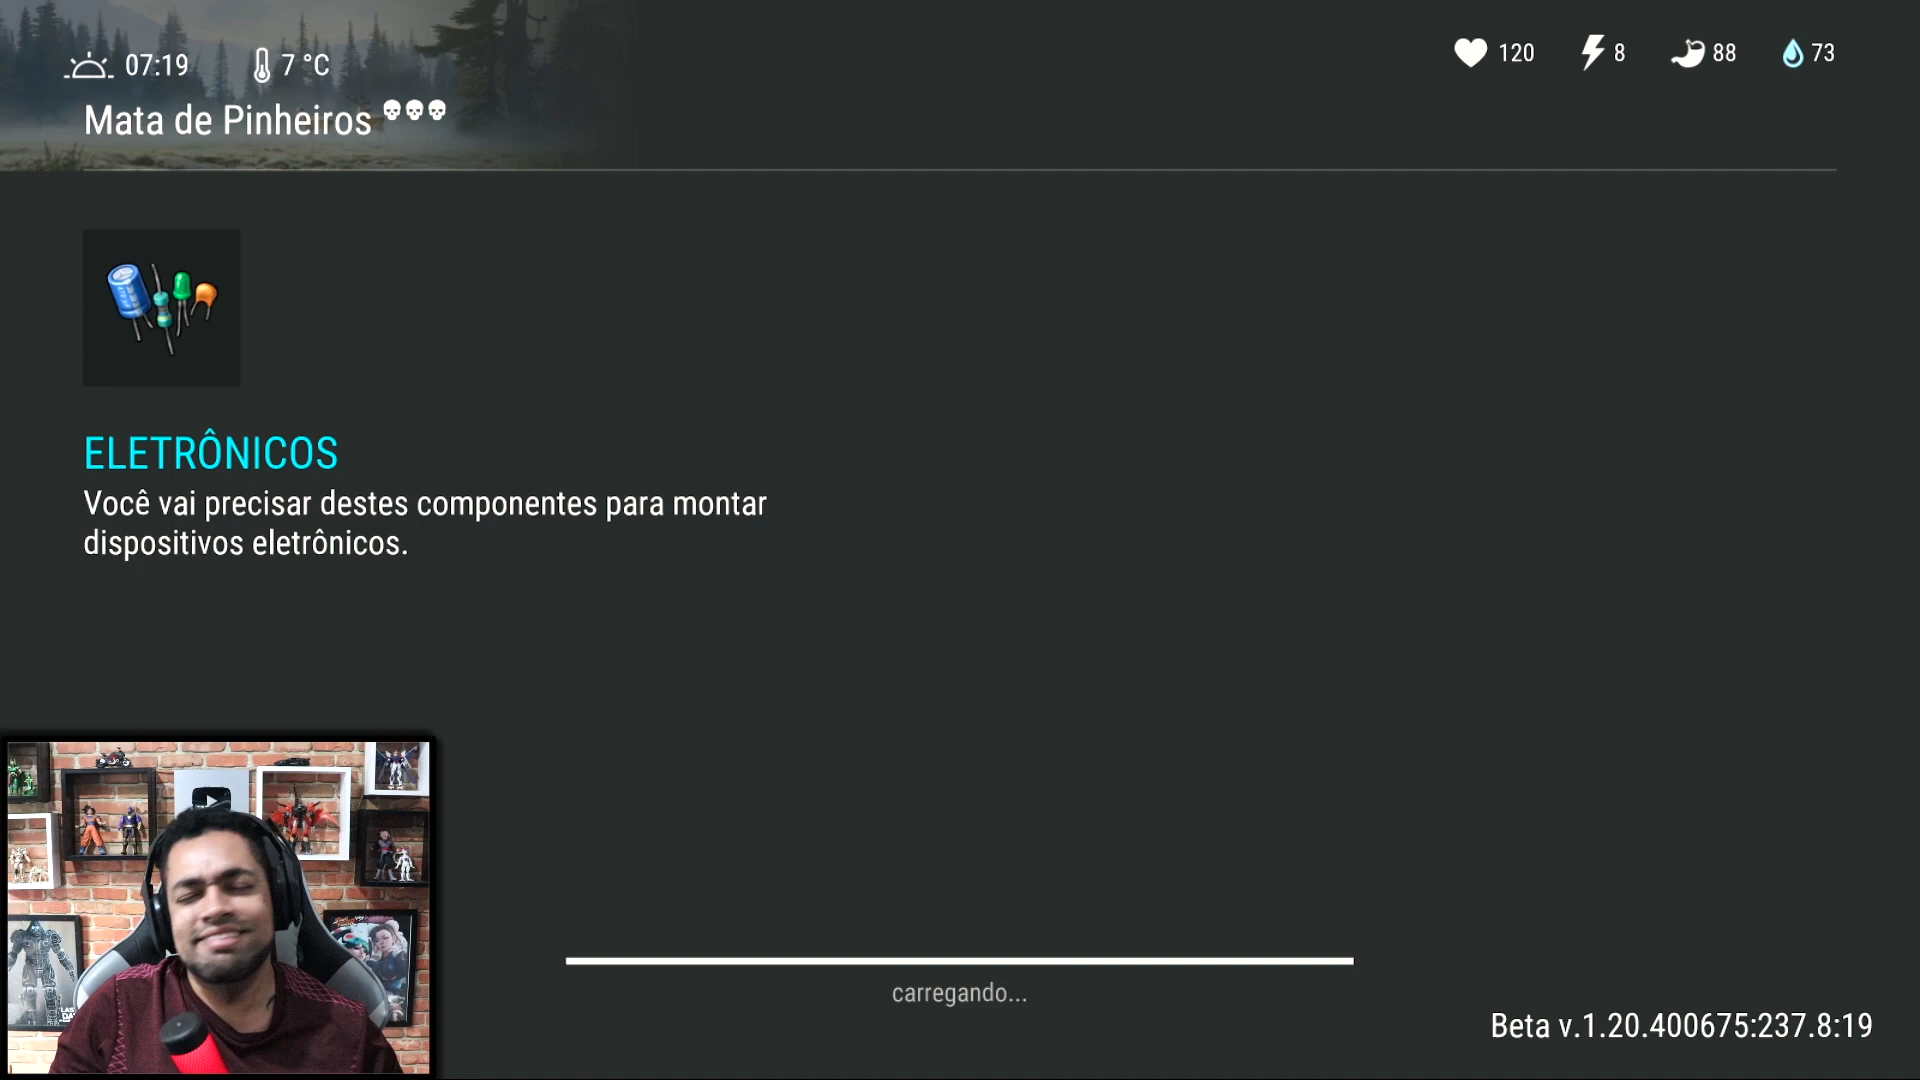 07:19
7 °C
120
8
88
73
Mata de Pinheiros
ELETRÔNICOS
Você vai precisar destes componentes para montar
dispositivos eletrônicos.
carregando...
Beta v.1.20.400675:237.8:19